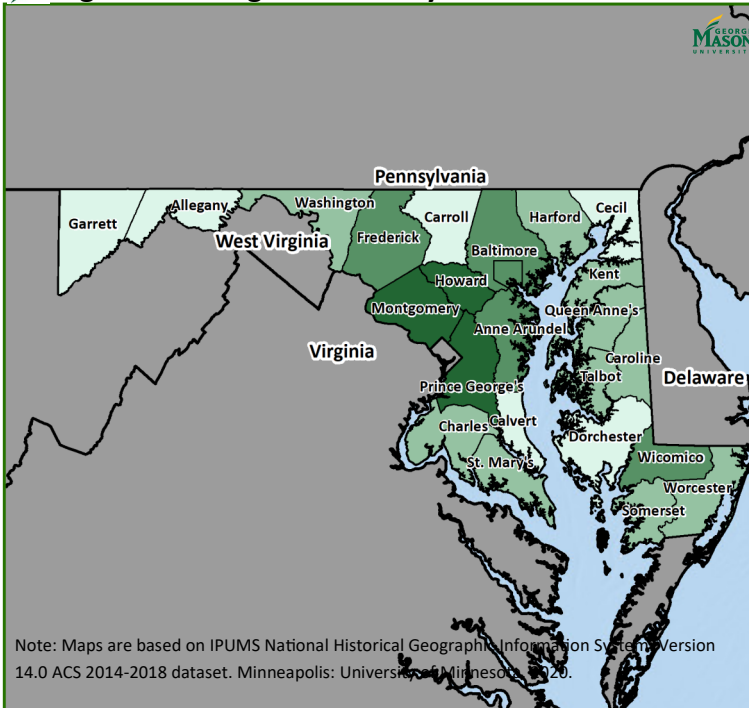 GEORGE
MASON
UNIVERSITY
Pennsylvania
Garrett
Allegany
Washington
Frederick
Carroll
Baltimore
Harford
Cecil
West Virginia
Howard
Kent
Montgomery
Anne Arundel
Queen Anne's
Virginia
Caroline
Talbot
Delaware
Prince George's
Charles
Calvert
Dorchester
St. Mary's
Wicomico
Worcester
Somerset
Note: Maps are based on IPUMS National Historical Geographic Information System: Version
14.0 ACS 2014-2018 dataset. Minneapolis: University of Minnesota, 2020.